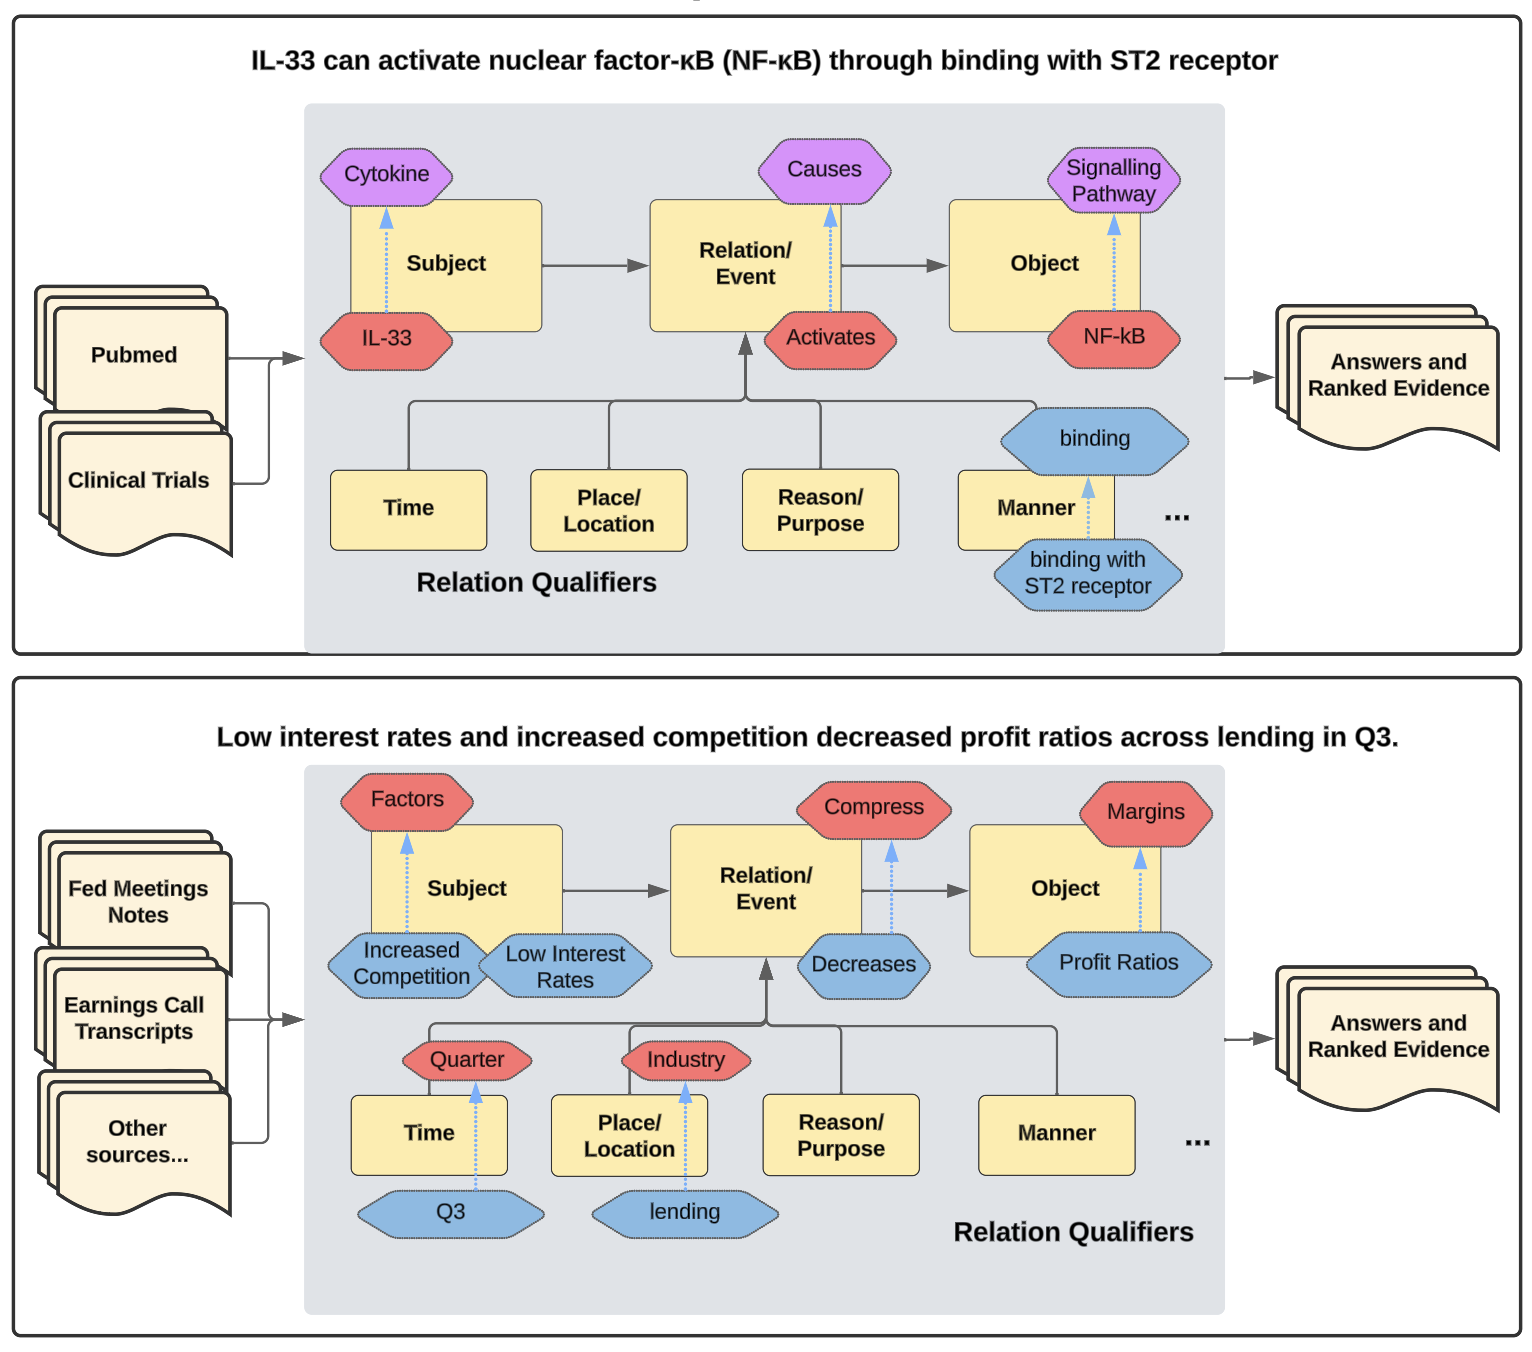 IL-33 can activate nuclear factor-κB (NF-κB) through binding with ST2 receptor
Cytokine
Causes
Signalling
Pathway
Subject
Relation/
Event
Object
IL-33
Activates
NF-kB
Pubmed
Clinical Trials
Answers and
Ranked Evidence
binding
Time
Place/
Location
Reason/
Purpose
Manner
...
binding with
ST2 receptor
Relation Qualifiers
Low interest rates and increased competition decreased profit ratios across lending in Q3.
Factors
Compress
Margins
Subject
Relation/
Event
Object
Increased
Competition
Low Interest
Rates
Decreases
Profit Ratios
Fed Meetings
Notes
Earnings Call
Transcripts
Other
sources...
Answers and
Ranked Evidence
Quarter
Industry
Time
Place/
Location
Reason/
Purpose
Manner
...
Q3
lending
Relation Qualifiers